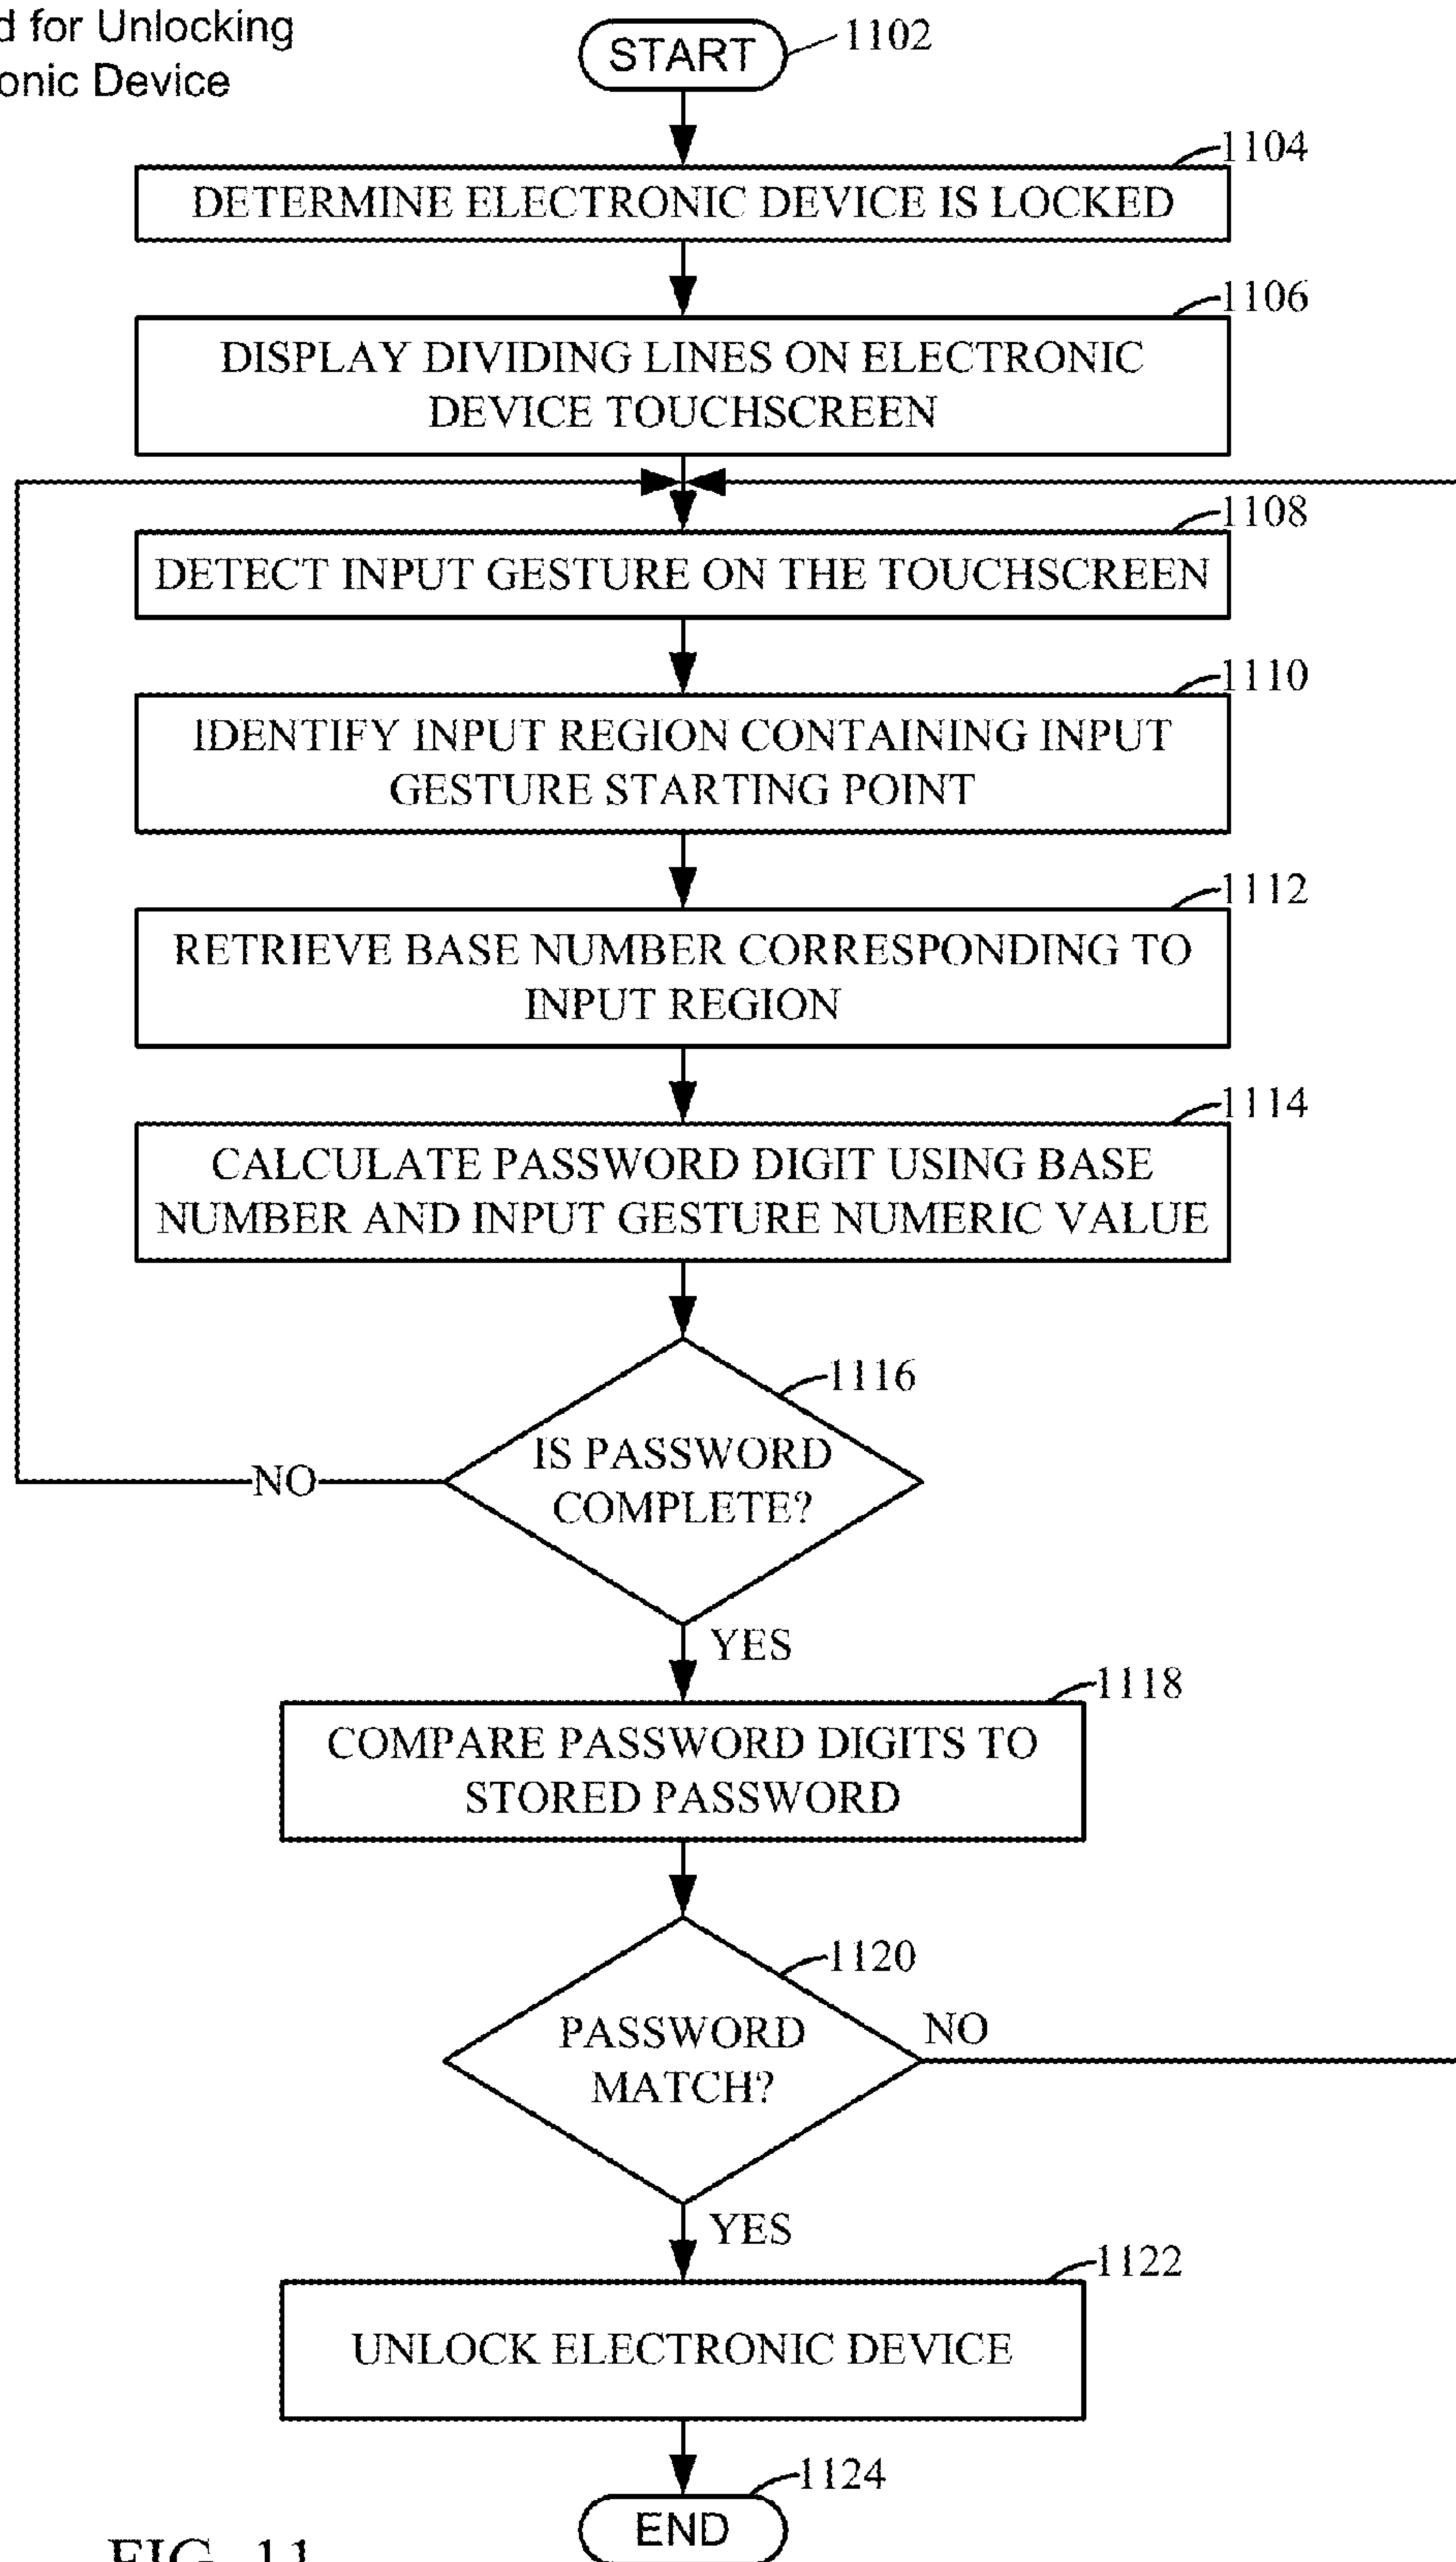 d for Unlocking
onic Device
START
1102
1104
DETERMINE ELECTRONIC DEVICE IS LOCKED
1106
DISPLAY DIVIDING LINES ON ELECTRONIC
DEVICE TOUCHSCREEN
1108
DETECT INPUT GESTURE ON THE TOUCHSCREEN
1110
IDENTIFY INPUT REGION CONTAINING INPUT
GESTURE STARTING POINT
1112
RETRIEVE BASE NUMBER CORRESPONDING TO
INPUT REGION
1114
CALCULATE PASSWORD DIGIT USING BASE
NUMBER AND INPUT GESTURE NUMERIC VALUE
1116
IS PASSWORD
COMPLETE?
NO
YES
1118
COMPARE PASSWORD DIGITS TO
STORED PASSWORD
1120
PASSWORD
MATCH?
NO
YES
1122
UNLOCK ELECTRONIC DEVICE
1124
END
FIG. 11